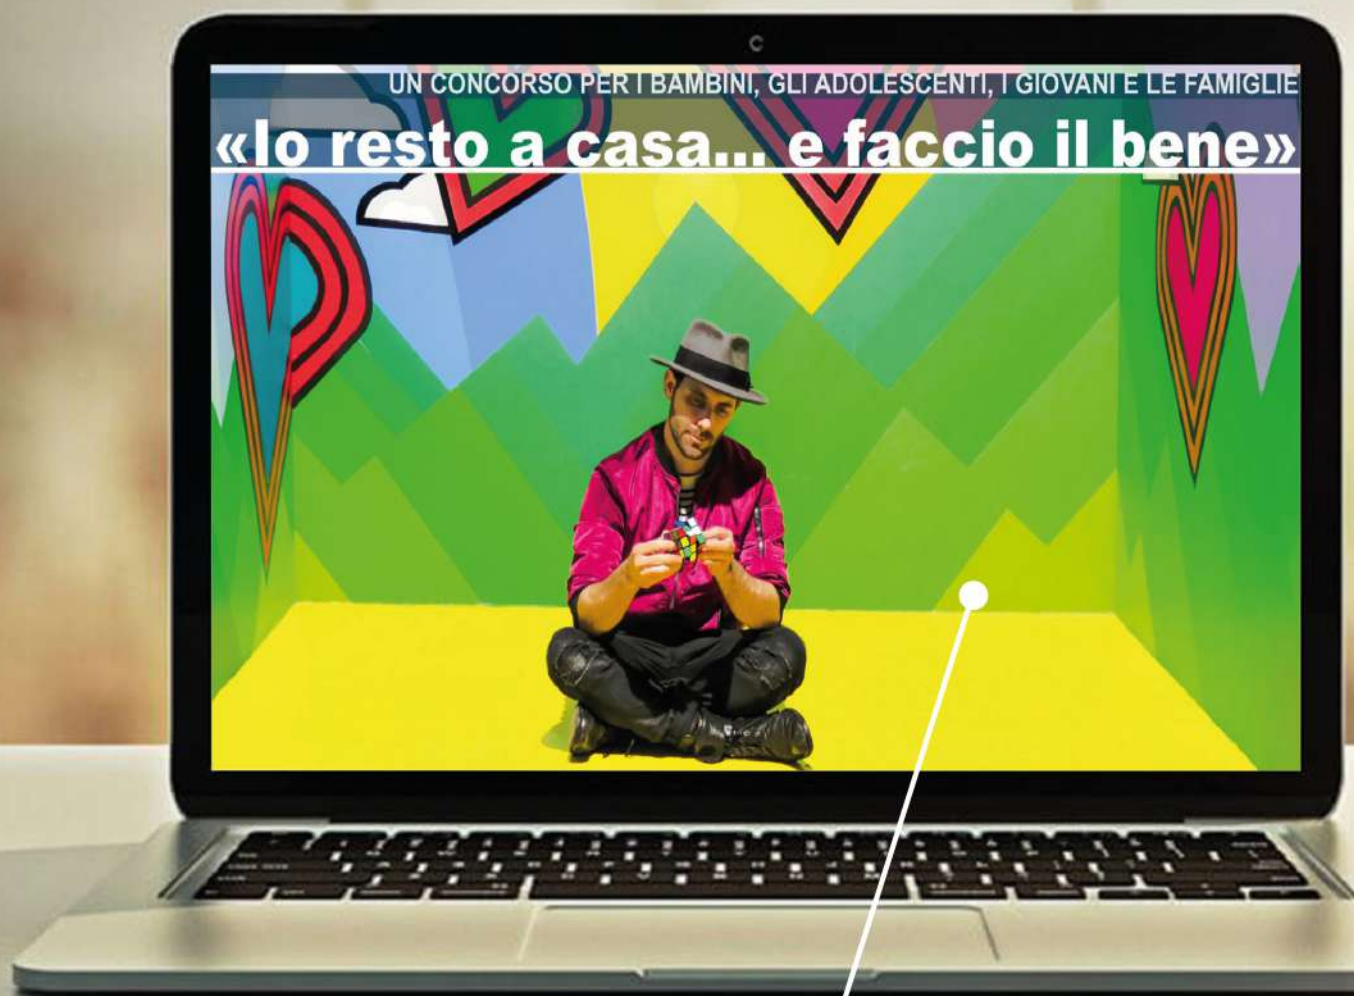 UN CONCORSO PER I BAMBINI, GLI ADOLESCENTI, I GIOVANI E LE FAMIGLIE
«Io resto a casa... e faccio il bene»